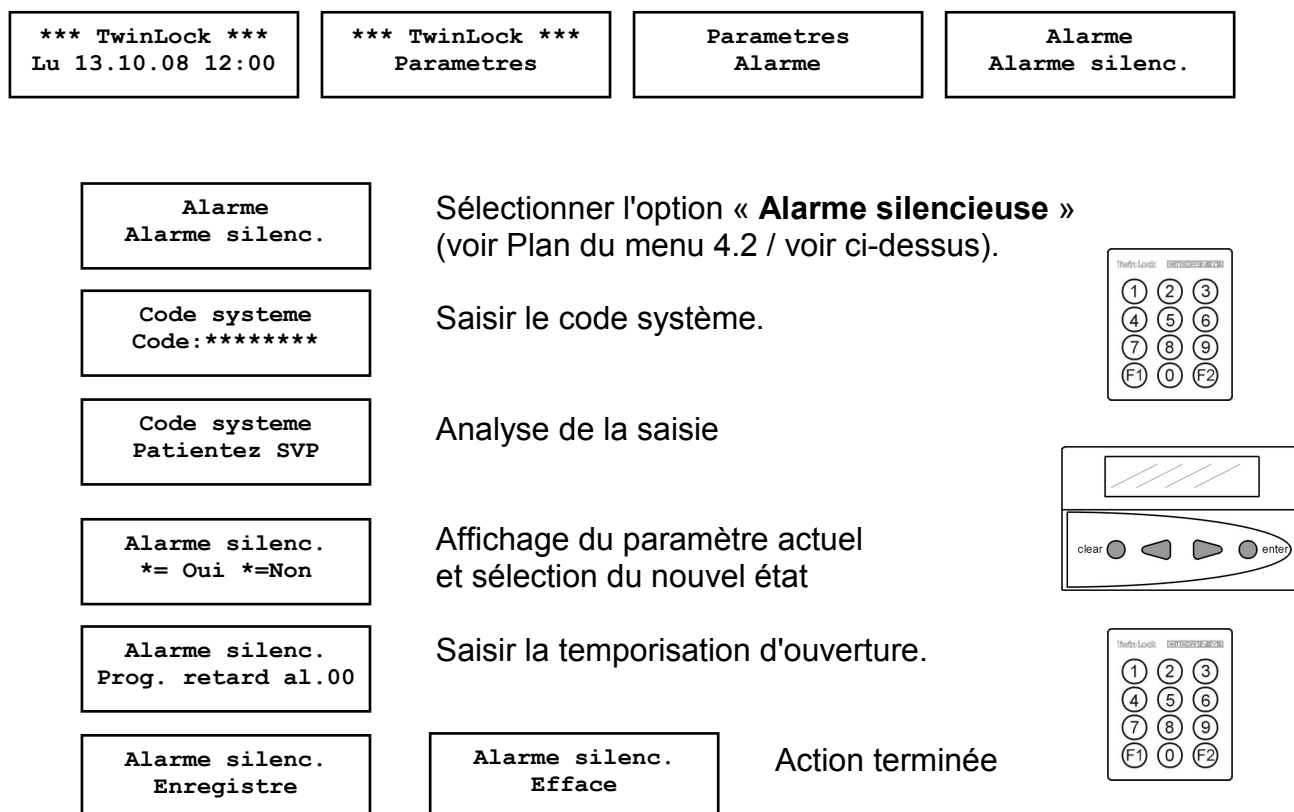 *** TwinLock ***
Lu 13.10.08 12:00
*** TwinLock ***
Parametres
Parametres
Alarme
Alarme
Alarme silenc.
Alarme
Alarme silenc.
Sélectionner l'option « Alarme silencieuse »
(voir Plan du menu 4.2 / voir ci-dessus).
Twin Lock
1 2 3
4 5 6
7 8 9
F1 0 F2
Code systeme
Code:********
Saisir le code système.
Code systeme
Patientez SVP
Analyse de la saisie
clear
enter
Alarme silenc.
*= Oui *=Non
Affichage du paramètre actuel
et sélection du nouvel état
Alarme silenc.
Prog. retard al.00
Saisir la temporisation d'ouverture.
Twin Lock
1 2 3
4 5 6
7 8 9
F1 0 F2
Alarme silenc.
Enregistre
Alarme silenc.
Efface
Action terminée